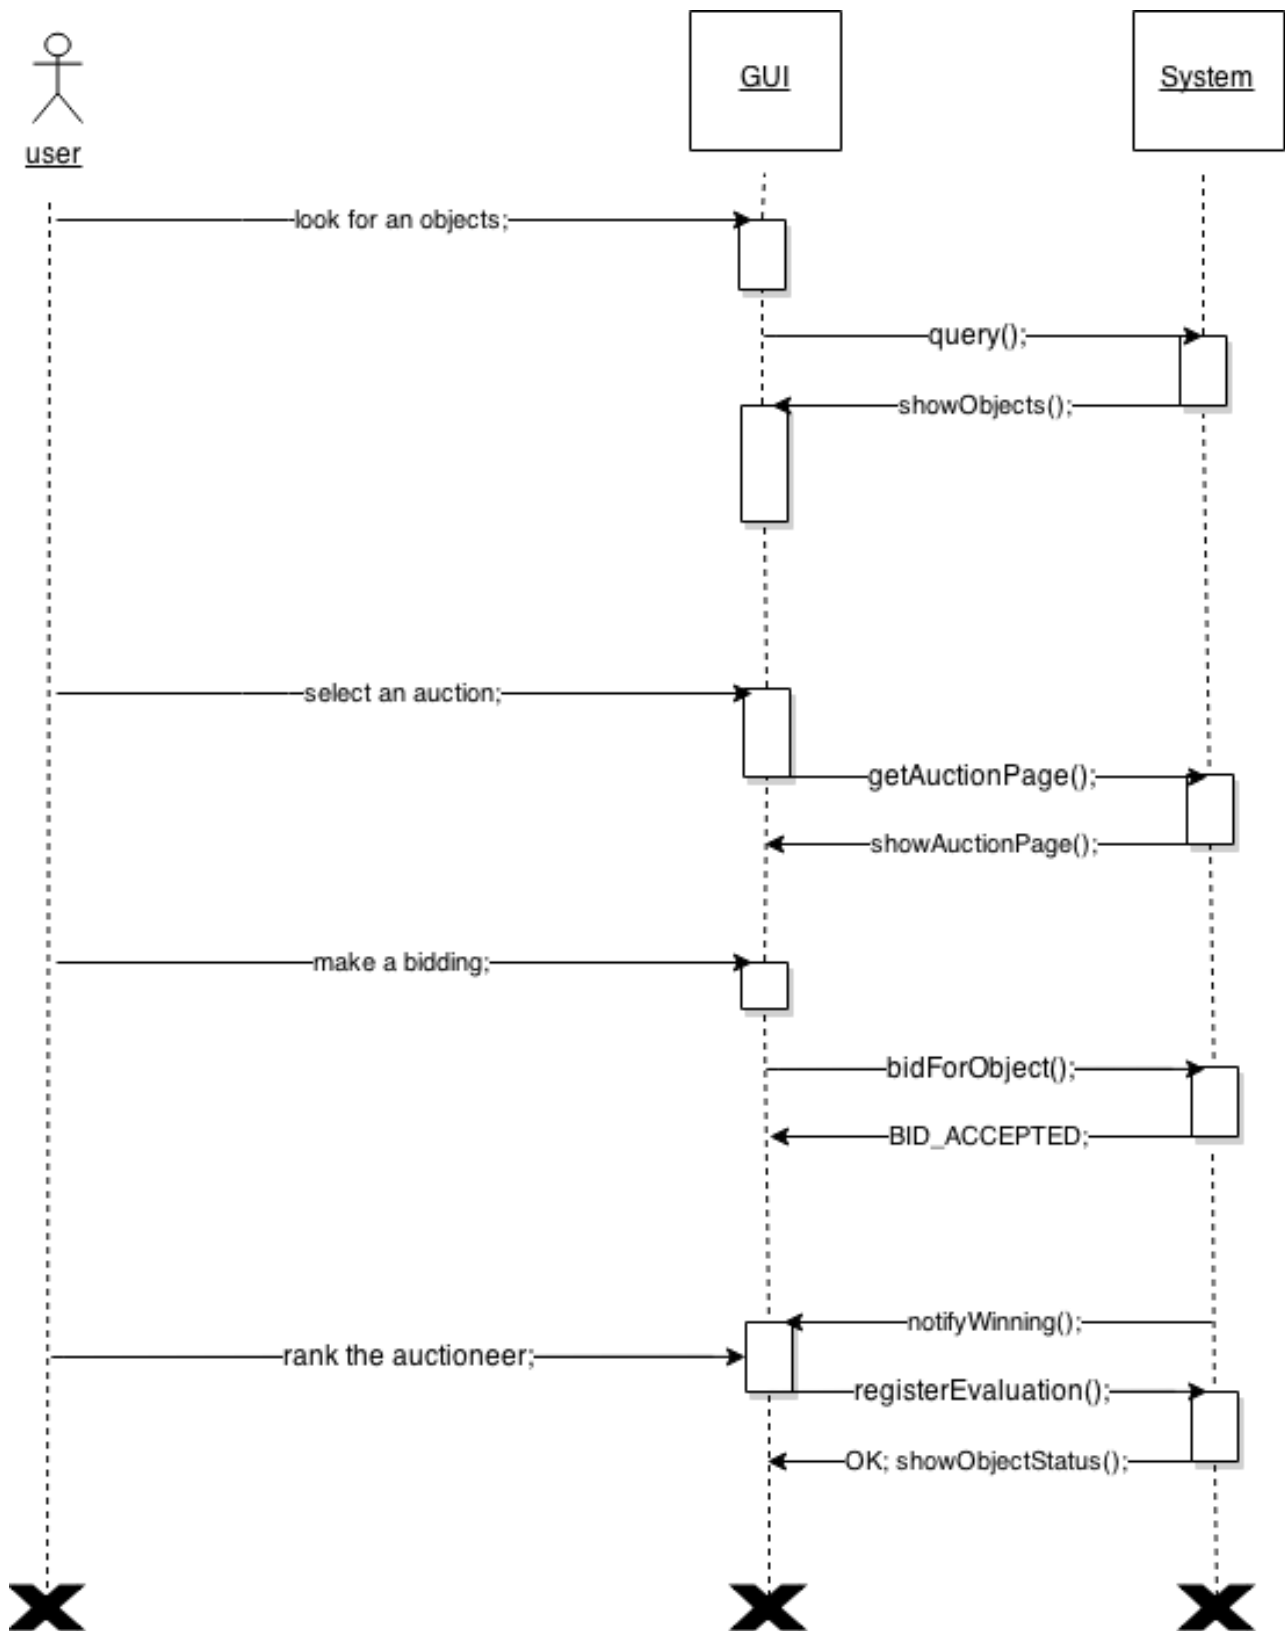 GUI
System
user
look for an objects;
query();
showObjects();
select an auction;
getAuctionPage();
showAuctionPage();
make a bidding;
bidForObject();
BID_ACCEPTED;
notifyWinning();
rank the auctioneer;
registerEvaluation();
OK; showObjectStatus();